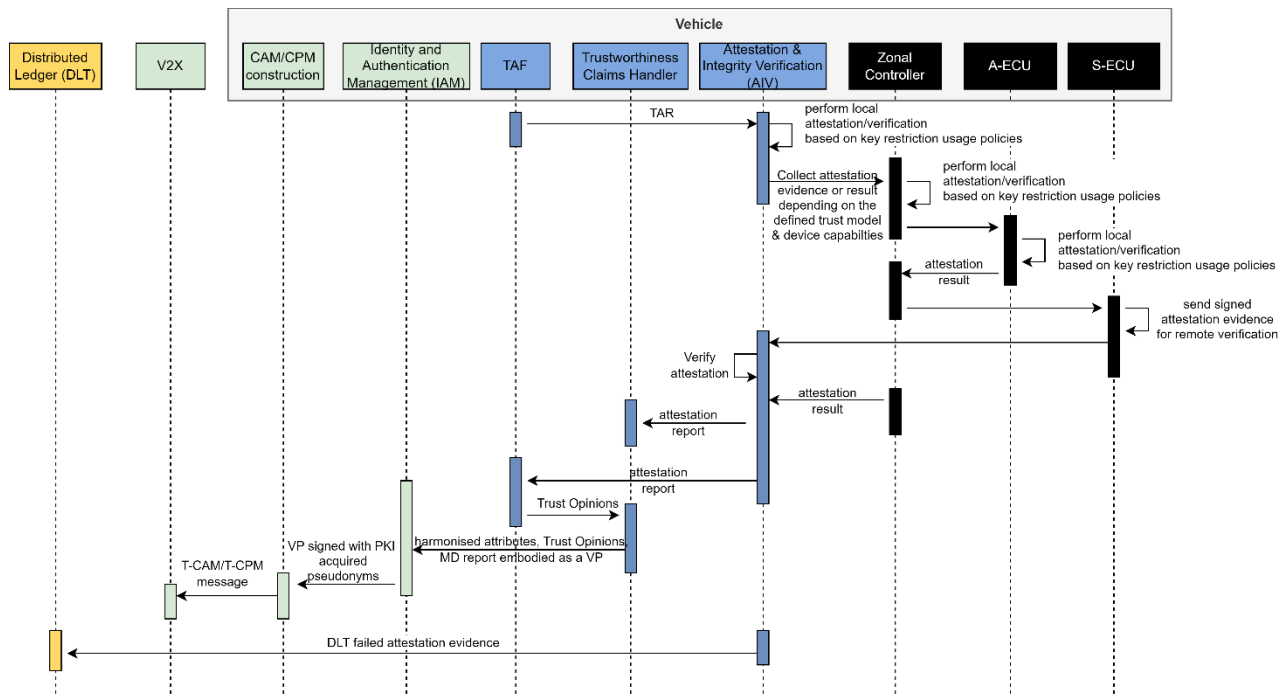 Vehicle
Distributed
Ledger (DLT)
V2X
CAM/CPM
construction
Identity and
Authentication
Management (IAM)
TAF
Trustworthiness
Claims Handler
Attestation &
Integrity Verification
(AIV)
Zonal
Controller
A-ECU
S-ECU
TAR
perform local
attestation/verification
based on key restriction usage policies
Collect attestation
evidence or result
depending on the
defined trust model
& device capabilties
perform local
attestation/verification
based on key restriction usage policies
perform local
attestation/verification
based on key restriction usage policies
attestation
result
send signed
attestation evidence
for remote verification
Verify
attestation
attestation
result
attestation
report
attestation
report
Trust Opinions
harmonised attributes, Trust Opinions,
MD report embodied as a VP
VP signed with PKI
acquired
pseudonyms
T-CAM/T-CPM
message
DLT failed attestation evidence